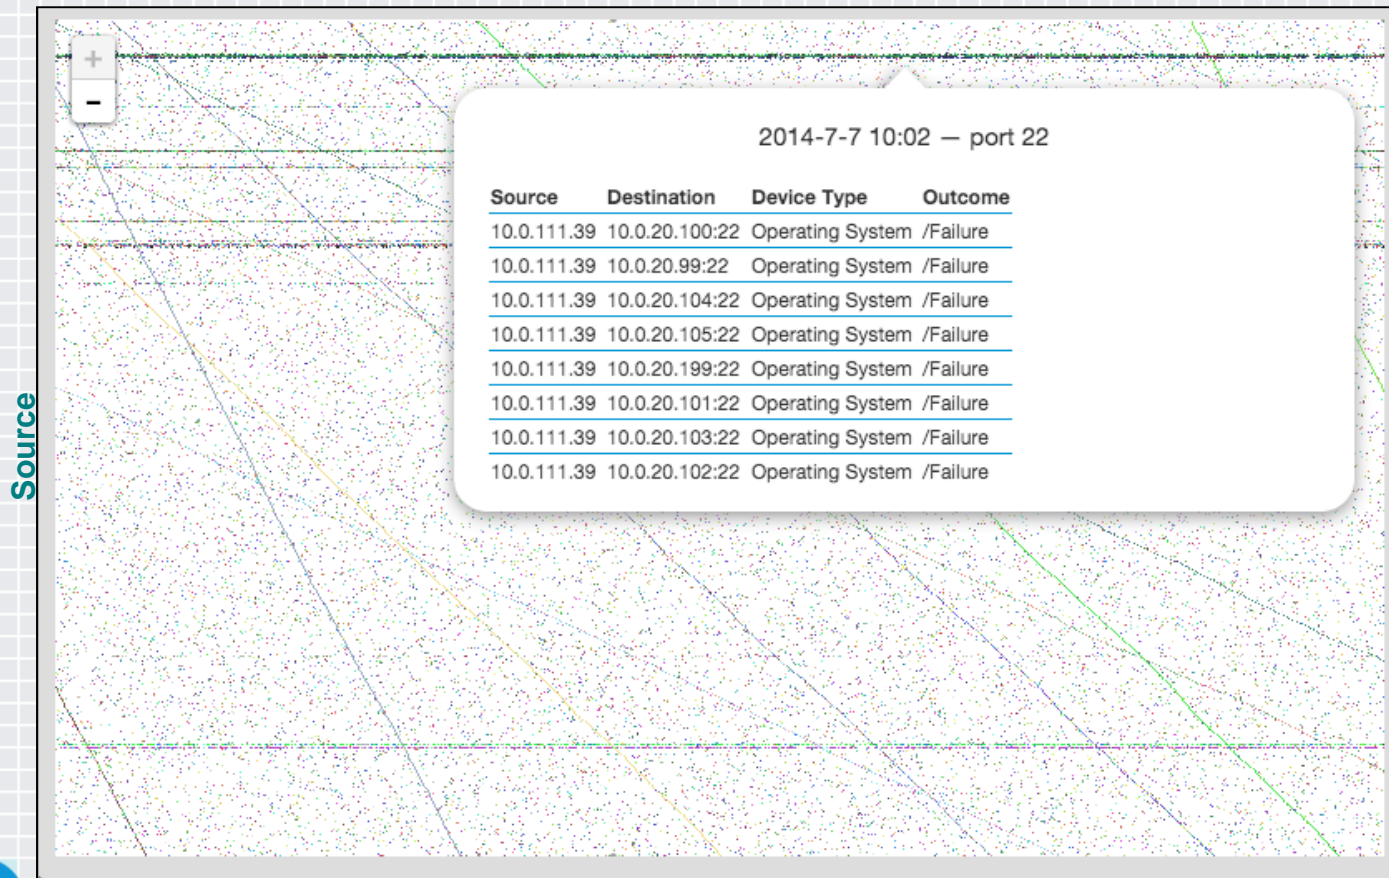 +
-
2014-7-7 10:02 — port 22
Source Destination Device Type Outcome
10.0.111.39 10.0.20.100:22 Operating System /Failure
10.0.111.39 10.0.20.99:22 Operating System /Failure
10.0.111.39 10.0.20.104:22 Operating System /Failure
10.0.111.39 10.0.20.105:22 Operating System /Failure
10.0.111.39 10.0.20.199:22 Operating System /Failure
10.0.111.39 10.0.20.101:22 Operating System /Failure
10.0.111.39 10.0.20.103:22 Operating System /Failure
10.0.111.39 10.0.20.102:22 Operating System /Failure
Source